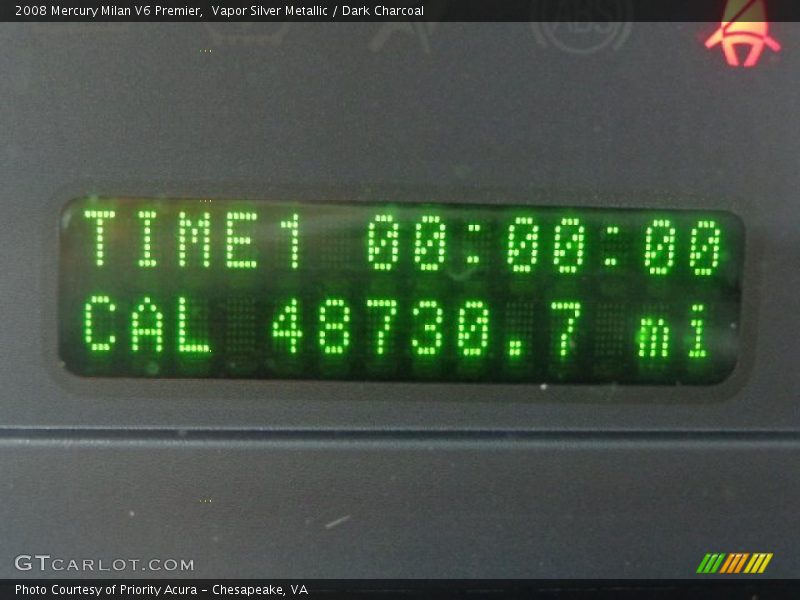 2008 Mercury Milan V6 Premier,  Vapor Silver Metallic / Dark Charcoal
ABS
TIME1 00:00:00
CAL 48730.7 mi
GTCARLOT.COM
Photo Courtesy of Priority Acura - Chesapeake, VA